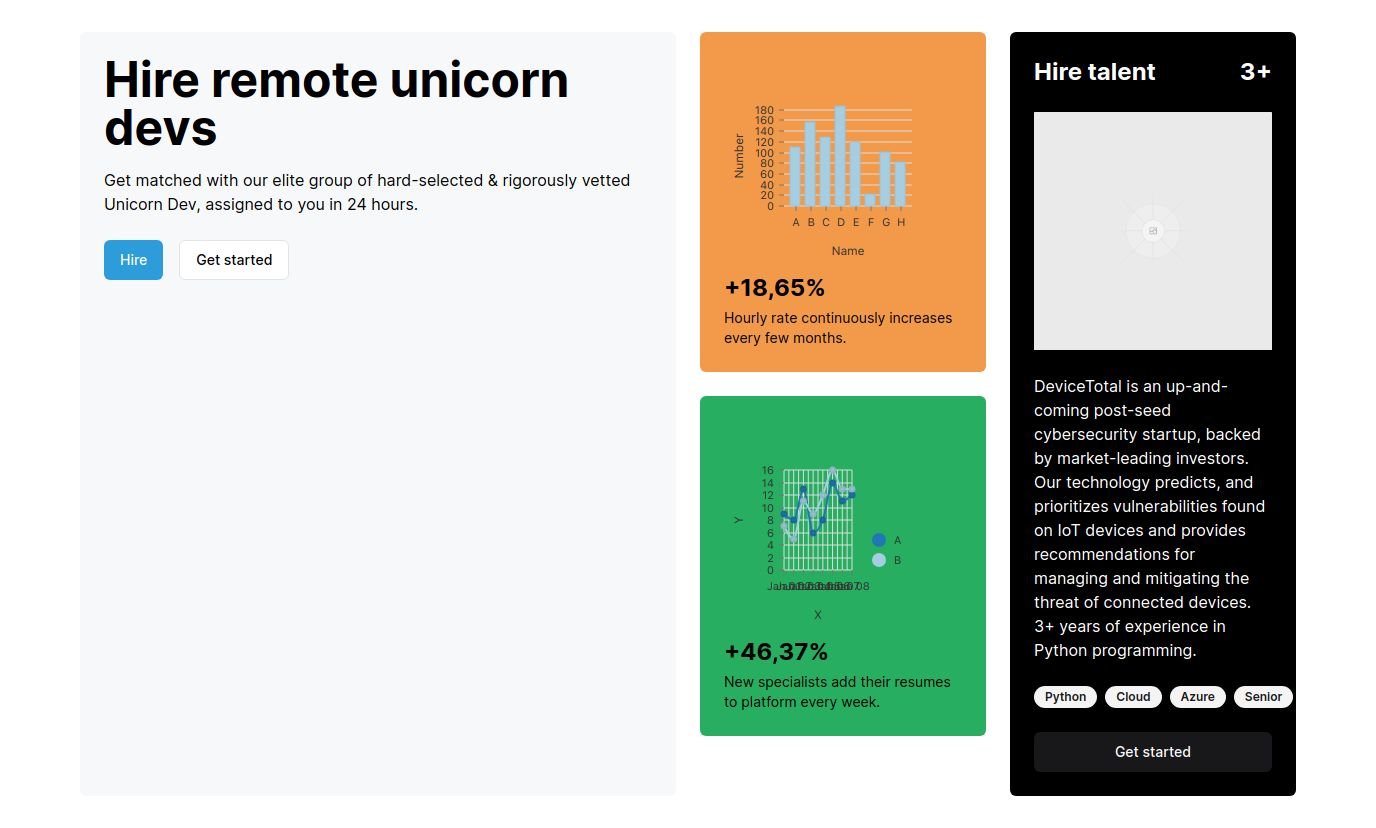 Hire remote unicorn
devs
Get matched with our elite group of hard-selected & rigorously vetted
Unicorn Dev, assigned to you in 24 hours.
Hire
Get started
180
160
140
120
100
80
60
40
20
0
Number
A B C D E F G H
Name
+18,65%
Hourly rate continuously increases
every few months.
16
14
12
10
8
6
4
2
0
Y
A
B
X
+46,37%
New specialists add their resumes
to platform every week.
Hire talent 3+
DeviceTotal is an up-and-
coming post-seed
cybersecurity startup, backed
by market-leading investors.
Our technology predicts, and
prioritizes vulnerabilities found
on IoT devices and provides
recommendations for
managing and mitigating the
threat of connected devices.
3+ years of experience in
Python programming.
Python Cloud Azure Senior
Get started